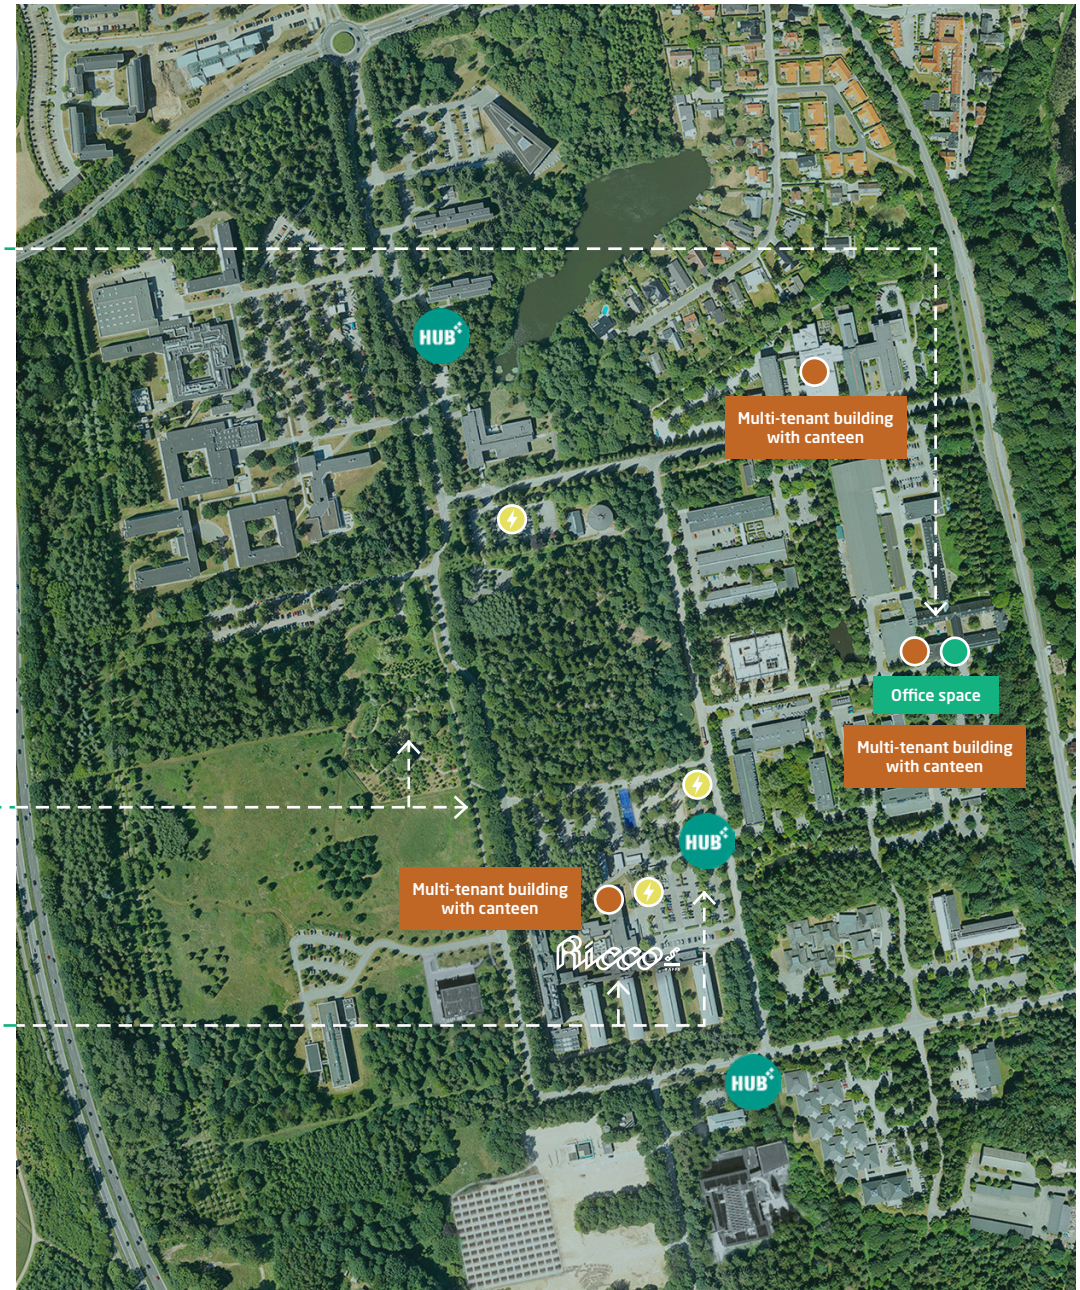 HUB
Multi-tenant building
with canteen
Office space
Multi-tenant building
with canteen
HUB
Multi-tenant building
with canteen
Ricco's
HUB